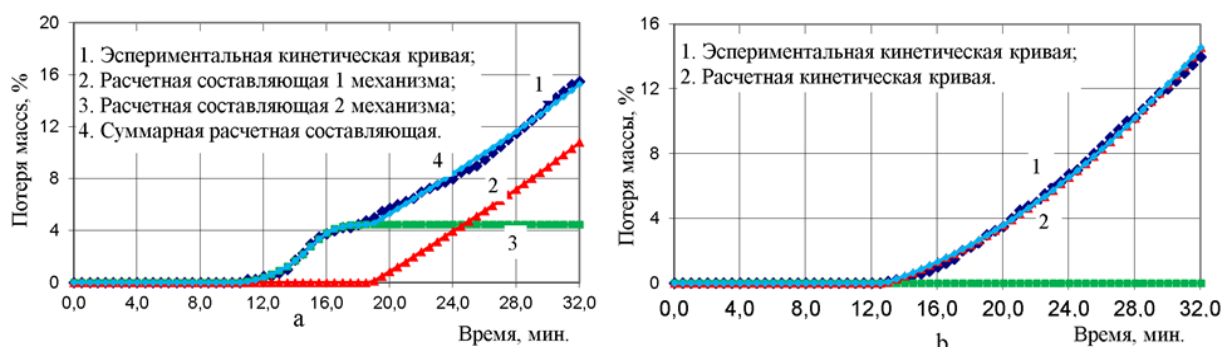 20
16
12
8
4
0
Потеря массs, %
1. Эспериментальная кинетическая кривая;
2. Расчетная составляющая 1 механизма;
3. Расчетная составляющая 2 механизма;
4. Суммарная расчетная составляющая.
1
4
2
3
0,0 4,0 8,0 12,0 16,0 20,0 24,0 28,0 32,0
a
Время, мин.
16
12
8
4
0
Потеря массы, %
1. Эспериментальная кинетическая кривая;
2. Расчетная кинетическая кривая.
1
2
0,0 4,0 8,0 12,0 16,0 20,0 24,0 28,0 32,0
b
Время, мин.